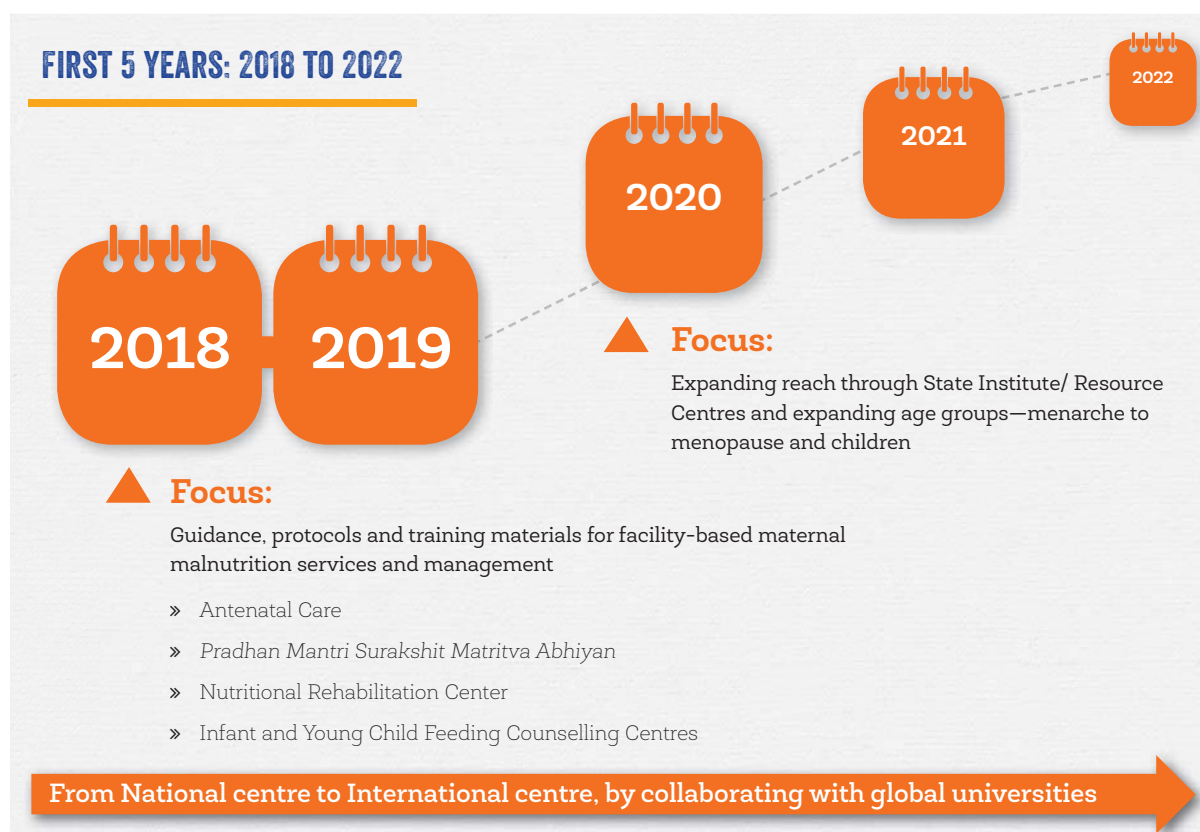 FIRST 5 YEARS: 2018 TO 2022
2022
2021
2020
2018
2019
Focus:
Expanding reach through State Institute/ Resource
Centres and expanding age groups—menarche to
menopause and children
Focus:
Guidance, protocols and training materials for facility-based maternal
malnutrition services and management
» Antenatal Care
» Pradhan Mantri Surakshit Matritva Abhiyan
» Nutritional Rehabilitation Center
» Infant and Young Child Feeding Counselling Centres
From National centre to International centre, by collaborating with global universities